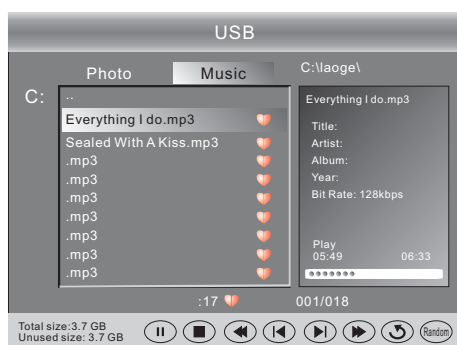 USB
Photo Music
C:\laoge\
C:
..
Everything I do.mp3
Sealed With A Kiss.mp3
.mp3
.mp3
.mp3
.mp3
.mp3
.mp3
.mp3
Everything I do.mp3
Title:
Artist:
Album:
Year:
Bit Rate: 128kbps
Play
05:49 06:33
:17
001/018
Total size:3.7 GB
Unused size: 3.7 GB
Random